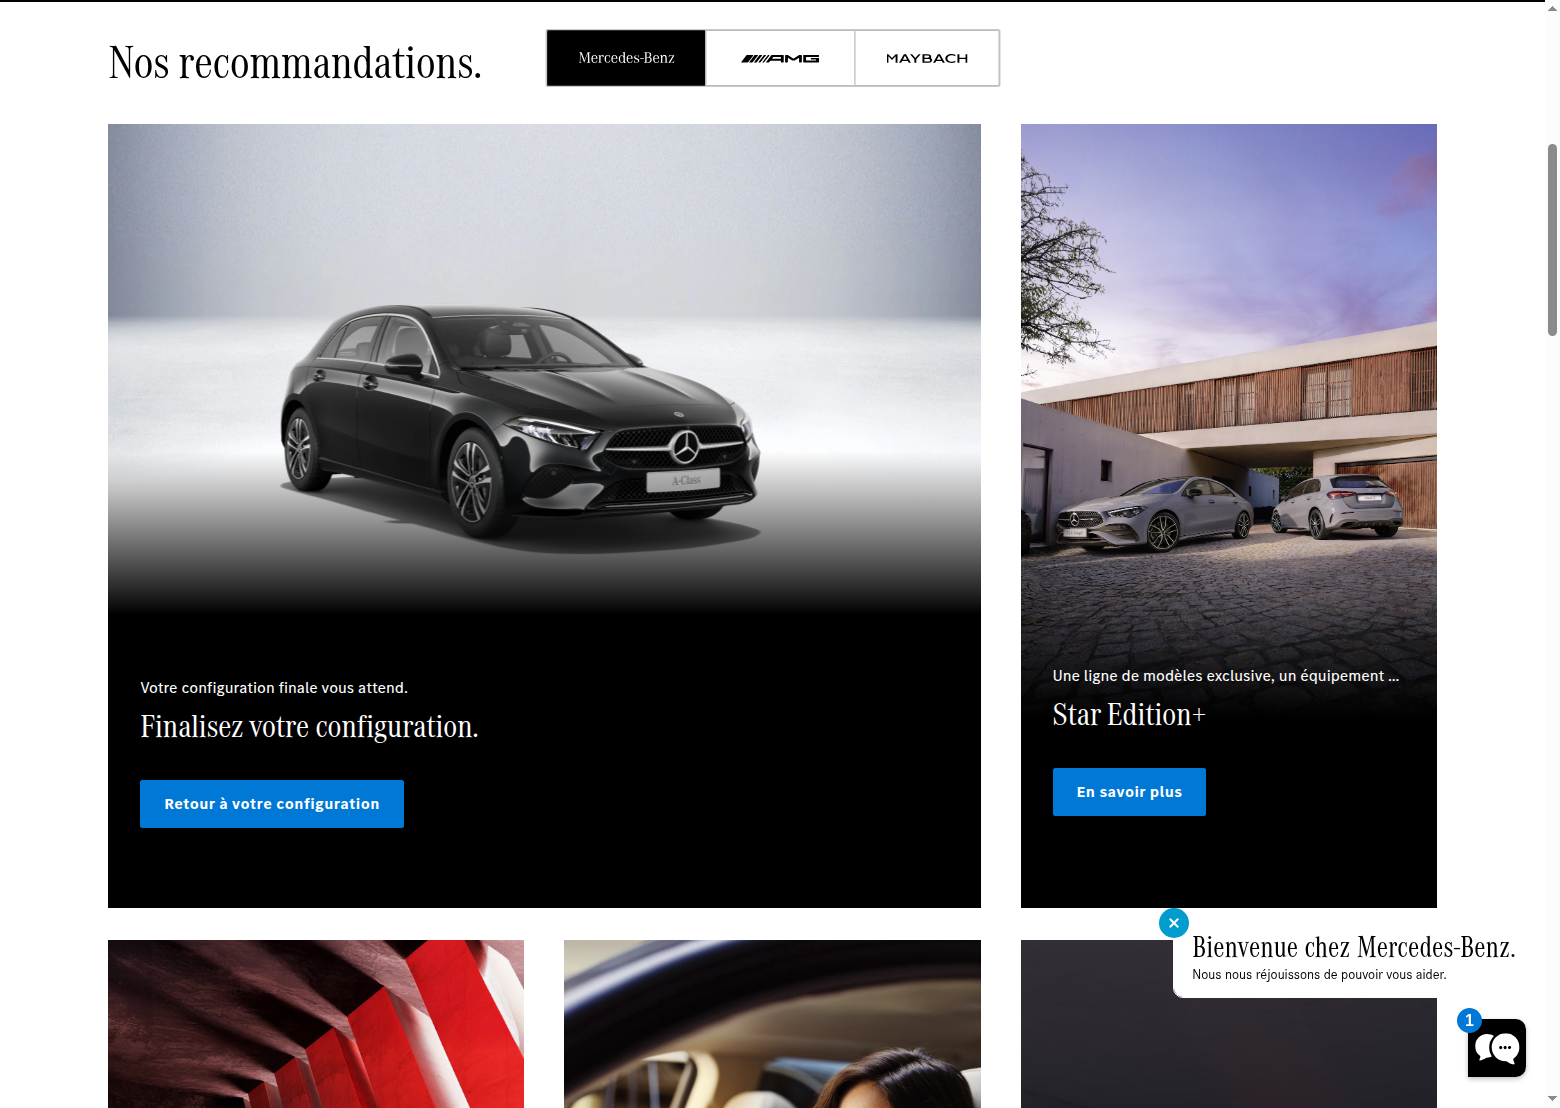 Nos recommandations.
Mercedes-Benz
AMG
MAYBACH
A-Class
Votre configuration finale vous attend.
Finalisez votre configuration.
Retour à votre configuration
Une ligne de modèles exclusive, un équipement ...
Star Edition+
En savoir plus
Bienvenue chez Mercedes-Benz.
Nous nous réjouissons de pouvoir vous aider.
1